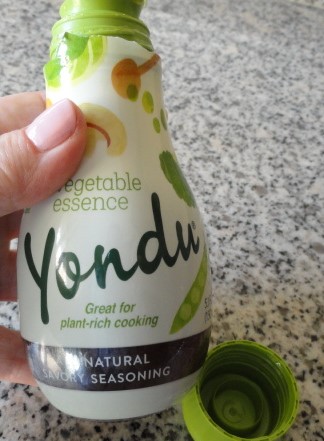 vegetable
essence
Yondu
Great for
plant-rich cooking
NATURAL
SAVORY SEASONING